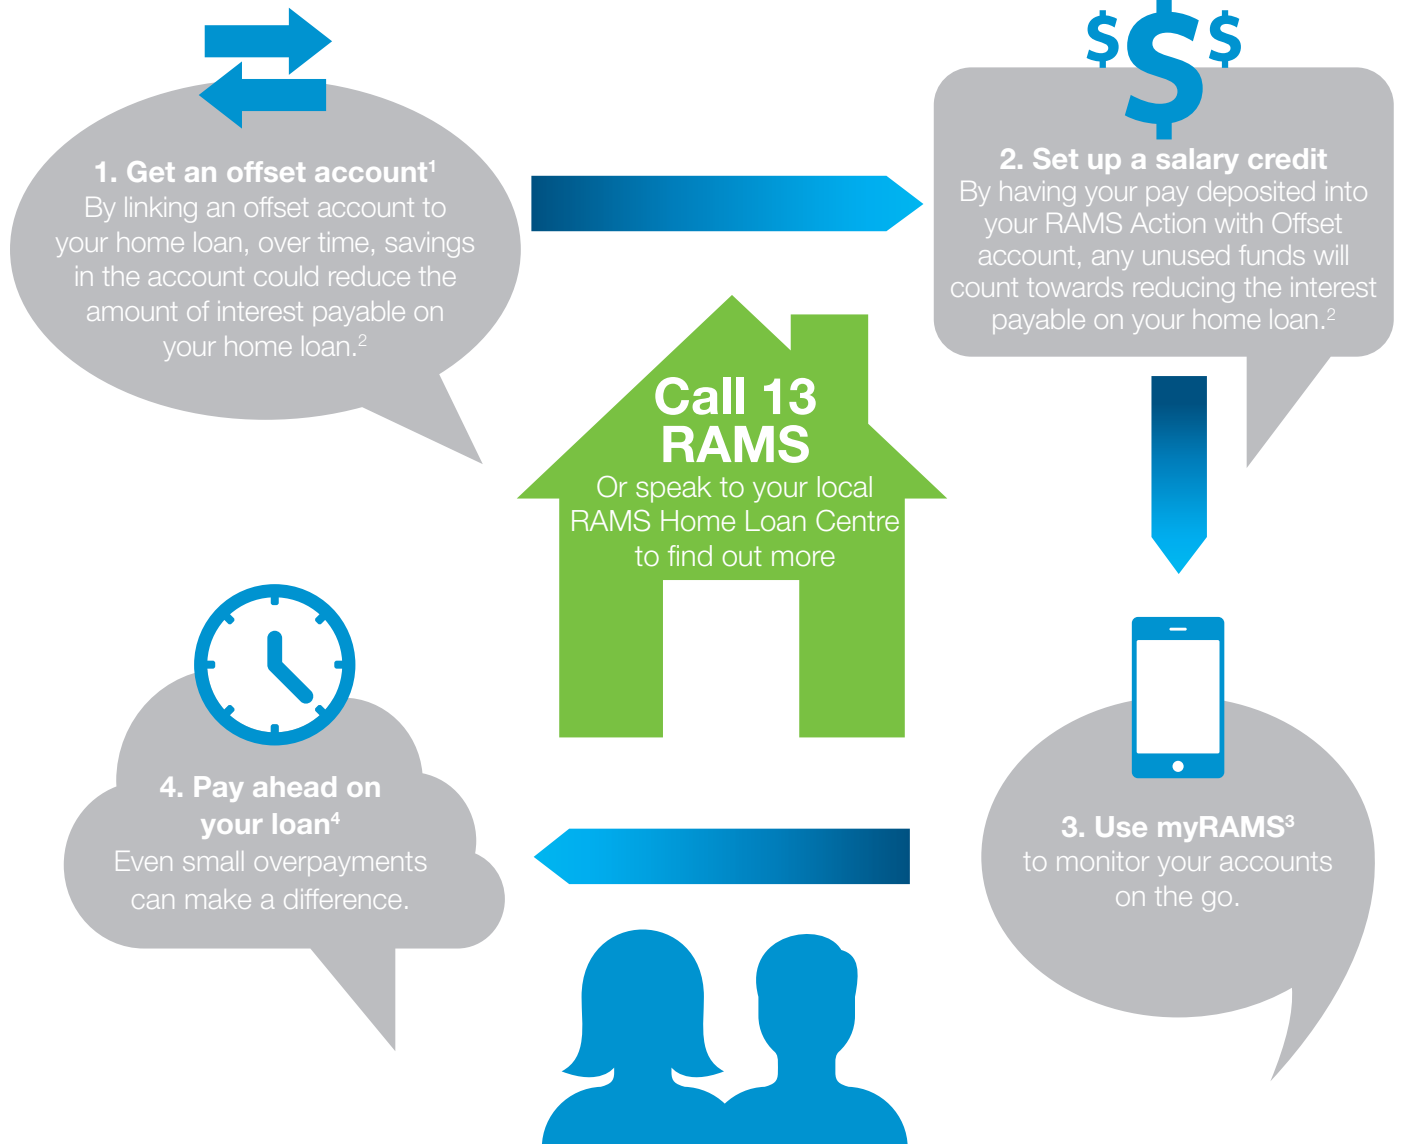 1. Get an offset account¹
By linking an offset account to
your home loan, over time, savings
in the account could reduce the
amount of interest payable on
your home loan.²
$ $ $
2. Set up a salary credit
By having your pay deposited into
your RAMS Action with Offset
account, any unused funds will
count towards reducing the interest
payable on your home loan.²
Call 13
RAMS
Or speak to your local
RAMS Home Loan Centre
to find out more
3. Use myRAMS³
to monitor your accounts
on the go.
4. Pay ahead on
your loan⁴
Even small overpayments
can make a difference.